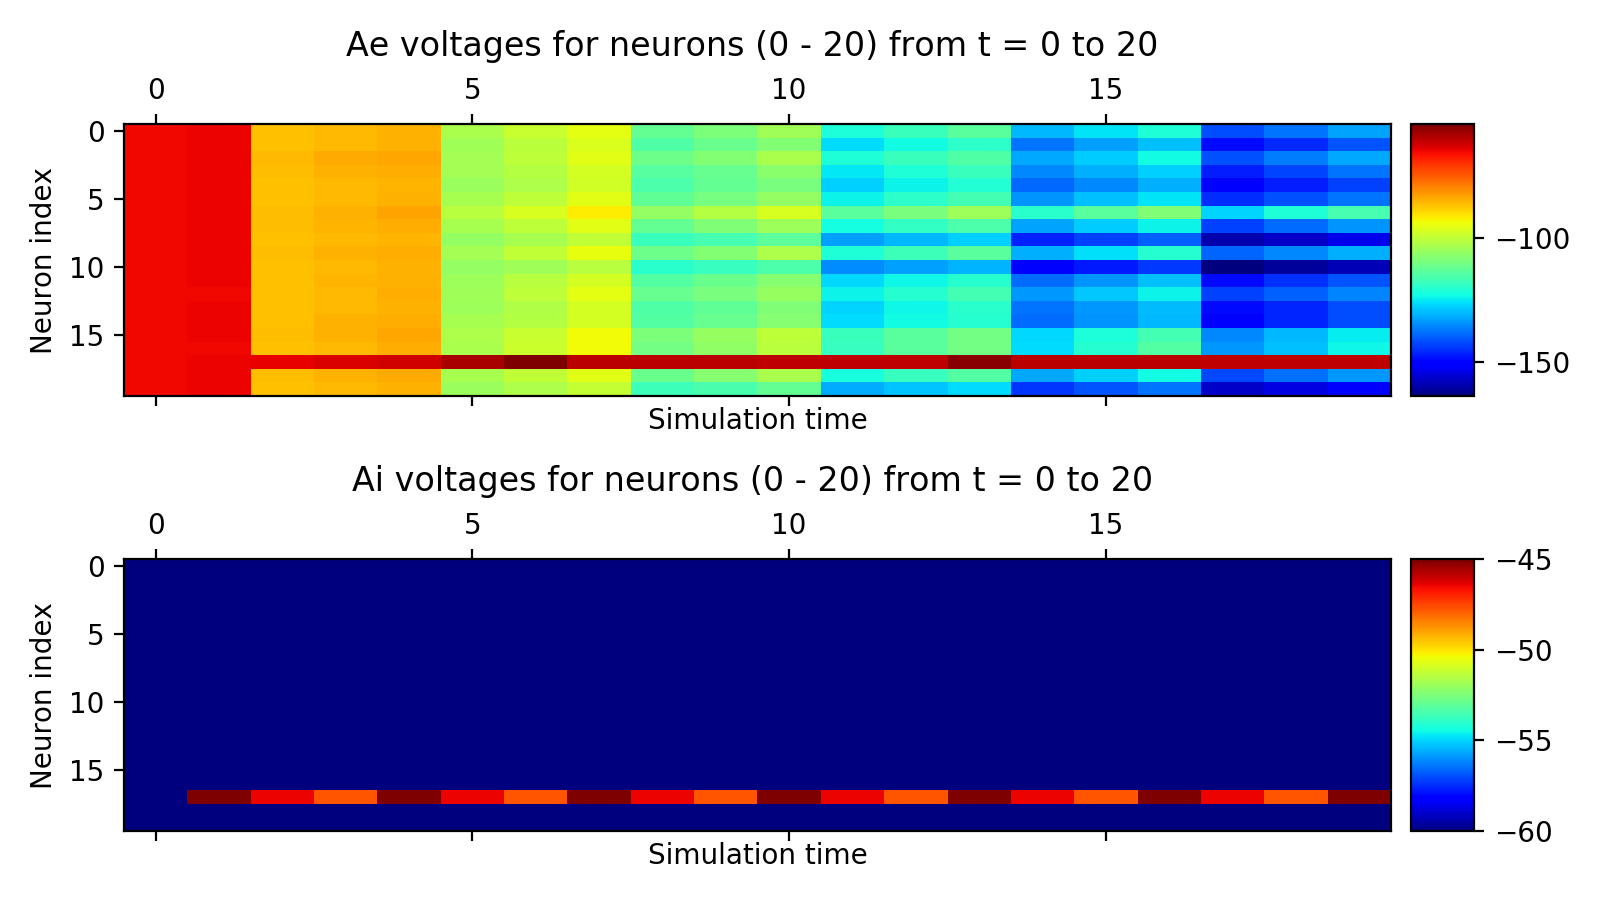 Ae voltages for neurons (0 - 20) from t = 0 to 20
0 5 10 15
Neuron index
0
5
10
15
−100
−150
Simulation time
Ai voltages for neurons (0 - 20) from t = 0 to 20
0 5 10 15
Neuron index
0
5
10
15
−45
−50
−55
−60
Simulation time